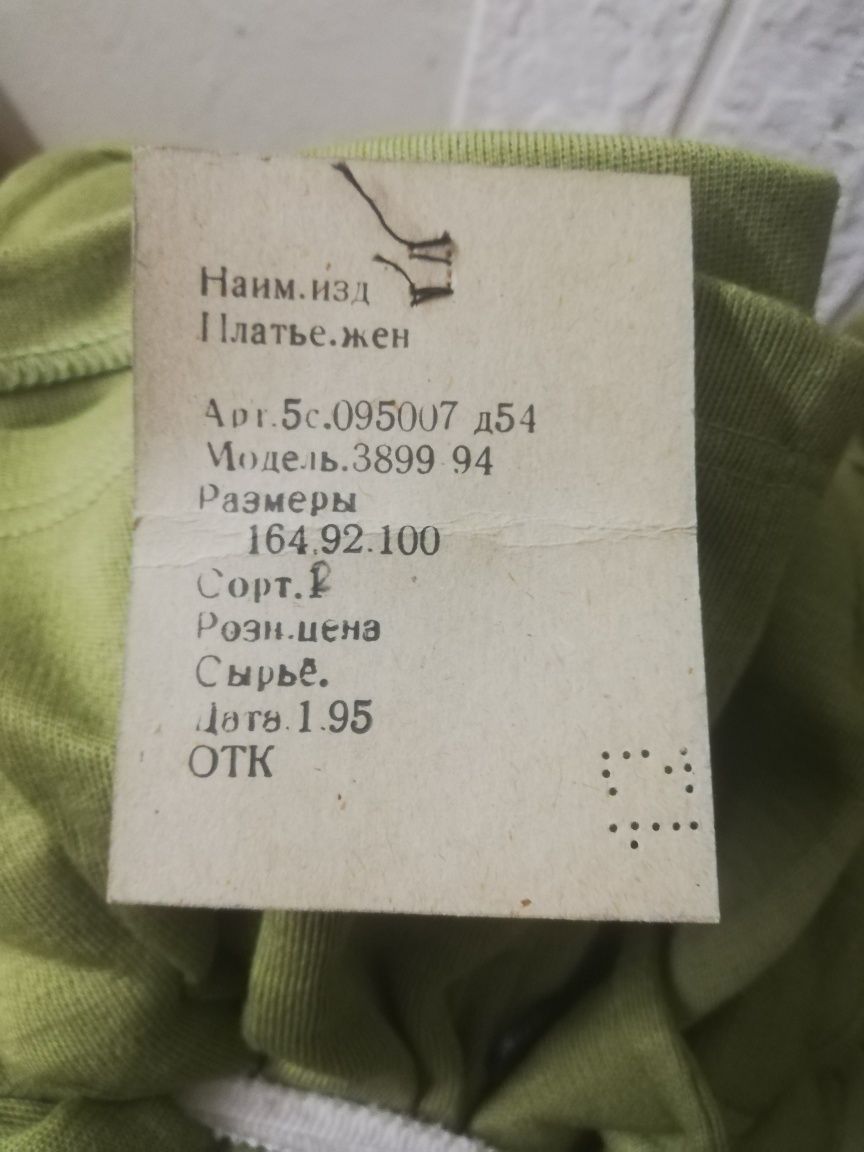 Наим.изд
Платье.жен
Арт.5с.095007 д54
Модель.3899 94
Размеры
164.92.100
Сорт.
Розн.цена
Сырьё.
Дата.1.95
ОТК